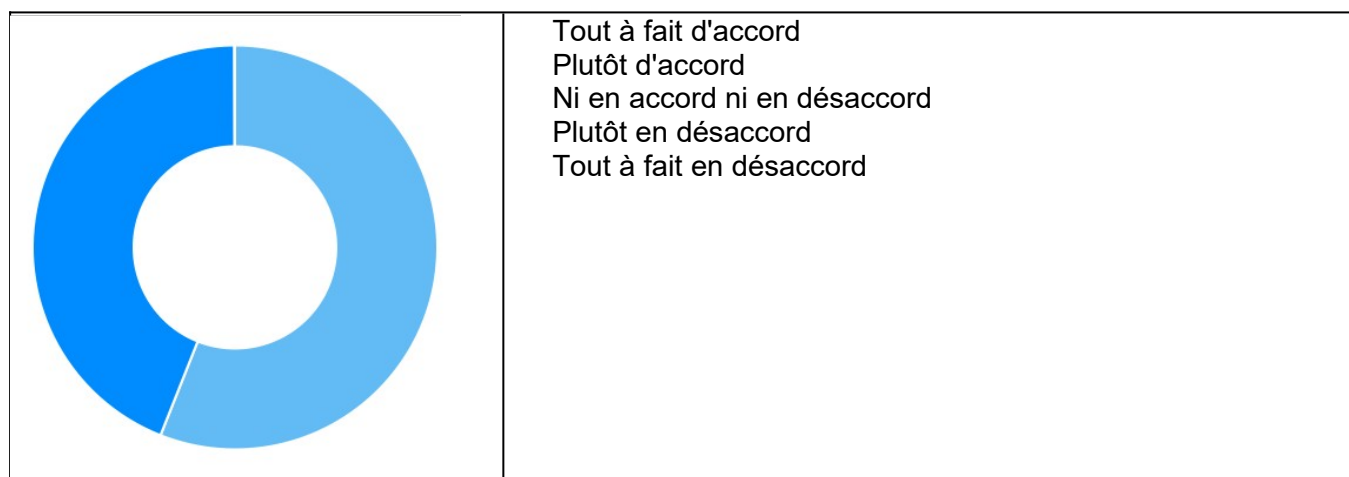 Tout à fait d'accord
Plutôt d'accord
Ni en accord ni en désaccord
Plutôt en désaccord
Tout à fait en désaccord